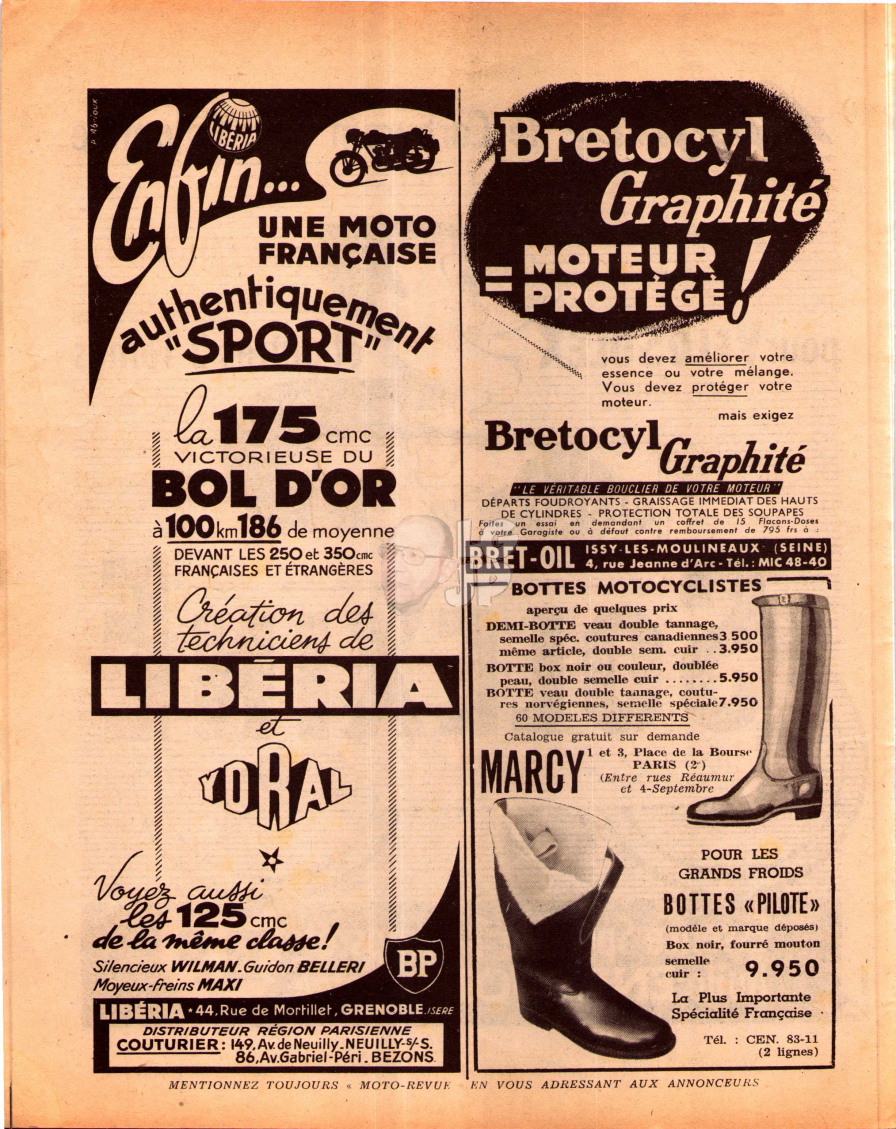 LIBERIA
Enfin...
UNE MOTO
FRANÇAISE
authentiquement
"SPORT"
la 175 cmc
VICTORIEUSE DU
BOL D'OR
à 100 km 186 de moyenne
DEVANT LES 250 et 350 cmc
FRANÇAISES ET ÉTRANGÈRES
Création des
techniciens de
LIBÉRIA
et
YDRAL
Voyez aussi
les 125 cmc
de la même classe!
Silencieux WILMAN. Guidon BELLERI
Moyeux-freins MAXI
BP
LIBÉRIA * 44, Rue de Mortillet, GRENOBLE. ISERE
DISTRIBUTEUR RÉGION PARISIENNE
COUTURIER : 149, Av. de Neuilly. NEUILLY-s/-S.
86, Av. Gabriel-Péri. BEZONS
Bretocyl
Graphité
= MOTEUR
PROTÉGÉ !
vous devez améliorer votre
essence ou votre mélange.
Vous devez protéger votre
moteur.
mais exigez
Bretocyl Graphité
"LE VÉRITABLE BOUCLIER DE VOTRE MOTEUR"
DÉPARTS FOUDROYANTS - GRAISSAGE IMMEDIAT DES HAUTS
DE CYLINDRES - PROTECTION TOTALE DES SOUPAPES
Faites un essai en demandant un coffret de 15 Flacons-Doses
à votre Garagiste ou à défaut contre remboursement de 795 frs à :
BRET-OIL ISSY-LES-MOULINEAUX (SEINE)
4, rue Jeanne d'Arc - Tél. : MIC 48-40
BOTTES MOTOCYCLISTES
aperçu de quelques prix
DEMI-BOTTE veau double tannage,
semelle spéc. coutures canadiennes 3 500
même article, double sem. cuir .. 3.950
BOTTE box noir ou couleur, doublée
peau, double semelle cuir ........ 5.950
BOTTE veau double tannage, coutu-
res norvégiennes, semelle spéciale 7.950
60 MODELES DIFFERENTS
Catalogue gratuit sur demande
MARCY 1 et 3, Place de la Bourse
PARIS (2e)
(Entre rues Réaumur
et 4-Septembre
POUR LES
GRANDS FROIDS
BOTTES «PILOTE»
(modèle et marque déposés)
Box noir, fourré mouton
semelle
cuir : 9.950
La Plus Importante
Spécialité Française
Tél. : CEN. 83-11
(2 lignes)
MENTIONNEZ TOUJOURS « MOTO-REVUE EN VOUS ADRESSANT AUX ANNONCEURS